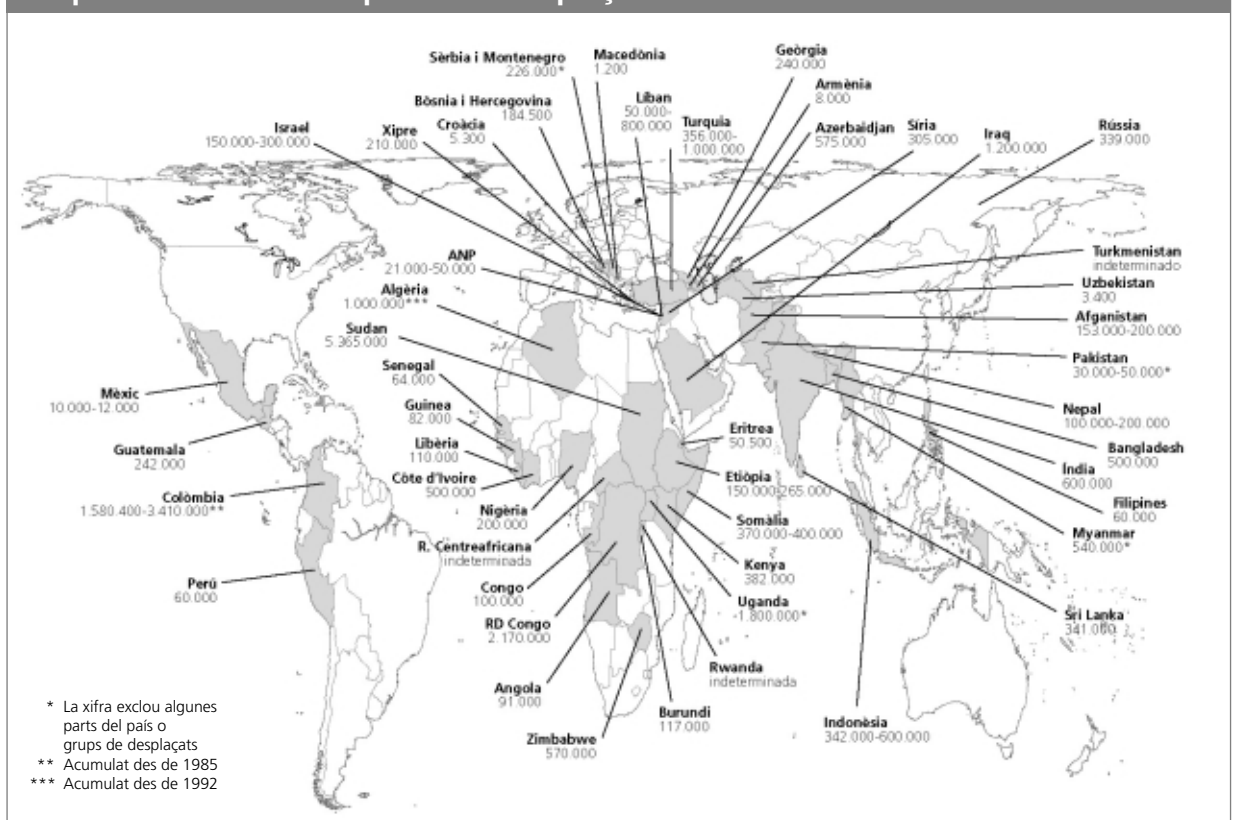 Sèrbia i Montenegro
226.000*
Macedònia
1.200
Geòrgia
240.000
Armènia
8.000
Bòsnia i Hercegovina
184.500
Líban
50.000-
800.000
Turquia
356.000-
1.000.000
Azerbaidjan
575.000
Síria
305.000
Iraq
1.200.000
Rússia
339.000
Israel
150.000-300.000
Xipre
210.000
Croàcia
5.300
ANP
21.000-50.000
Algèria
1.000.000***
Sudan
5.365.000
Senegal
64.000
Guinea
82.000
Libèria
110.000
Côte d'Ivoire
500.000
Nigèria
200.000
R. Centreafricana
indeterminada
Congo
100.000
RD Congo
2.170.000
Angola
91.000
Zimbabwe
570.000
Mèxic
10.000-12.000
Guatemala
242.000
Colòmbia
1.580.400-3.410.000**
Perú
60.000
Turkmenistan
indeterminado
Uzbekistan
3.400
Afganistan
153.000-200.000
Pakistan
30.000-50.000*
Nepal
100.000-200.000
Bangladesh
500.000
Índia
600.000
Filipines
60.000
Myanmar
540.000*
Sri Lanka
341.000
Indonèsia
342.000-600.000
Eritrea
50.500
Etiòpia
150.000-265.000
Somàlia
370.000-400.000
Kenya
382.000
Uganda
-1.800.000*
Rwanda
indeterminada
Burundi
117.000
* La xifra exclou algunes
parts del país o
grups de desplaçats
** Acumulat des de 1985
*** Acumulat des de 1992